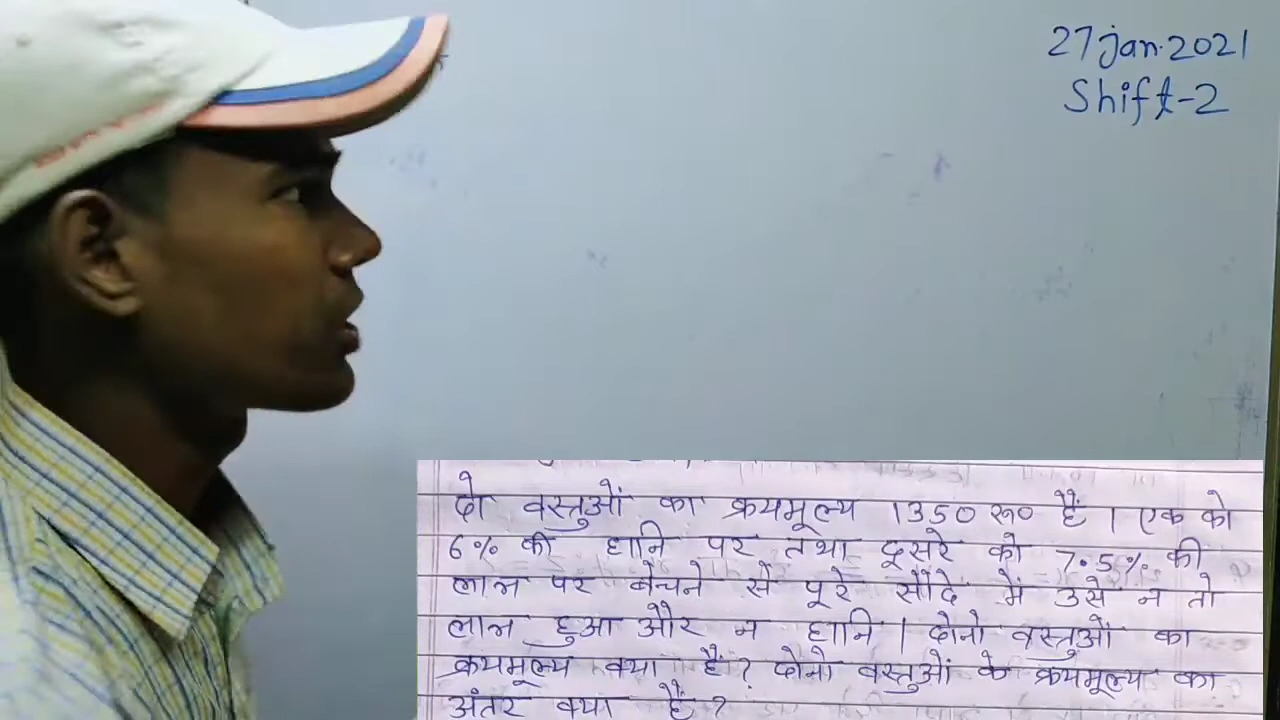 27 jan. 2021
Shift-2
दो वस्तुओं का क्रयमूल्य 1350 रू० है । एक को
6% की हानि पर तथा दूसरे को 7.5% की
लाभ पर बेंचने से पूरे सौदे में उसे न तो
लाभ हुआ और न हानि । दोनो वस्तुओं का
क्रयमूल्य क्या है ? दोनो वस्तुओं के क्रयमूल्य का
अंतर क्या है ?